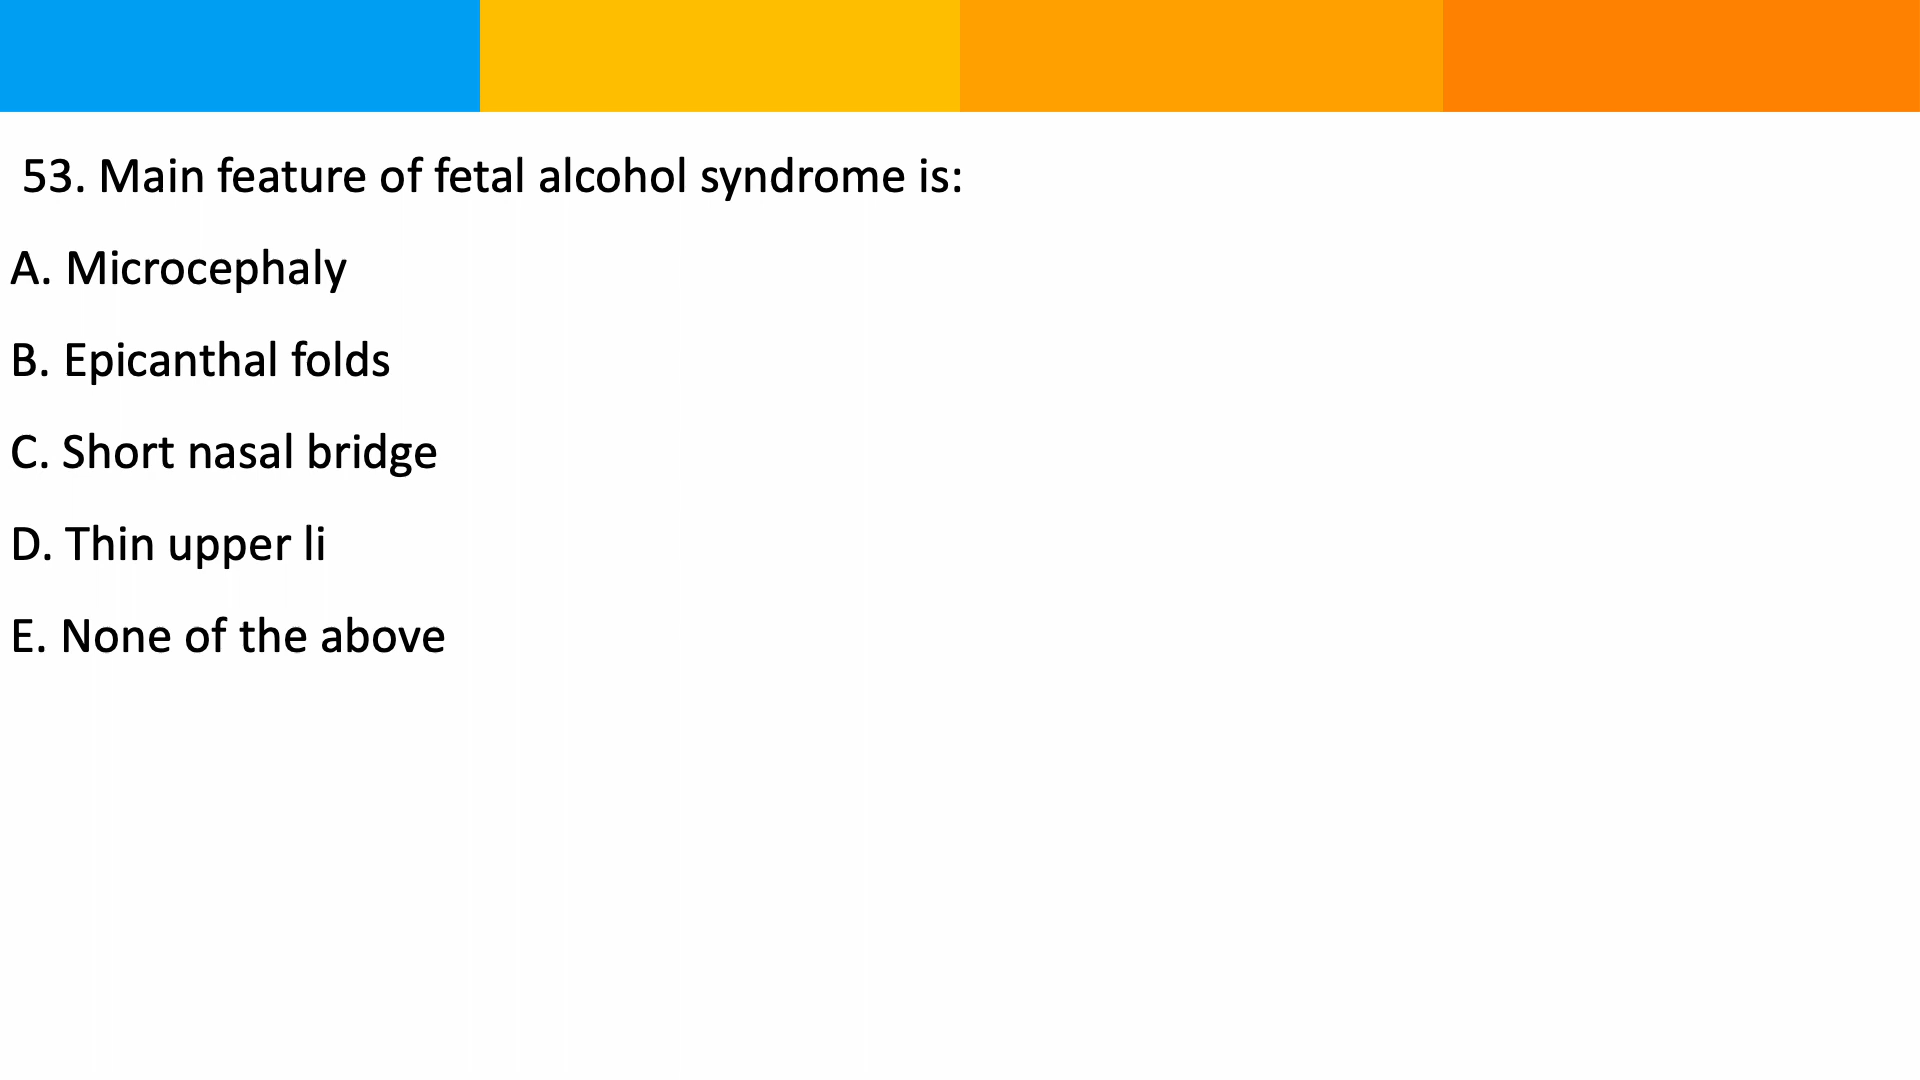 53. Main feature of fetal alcohol syndrome is:
A. Microcephaly
B. Epicanthal folds
C. Short nasal bridge
D. Thin upper li
E. None of the above